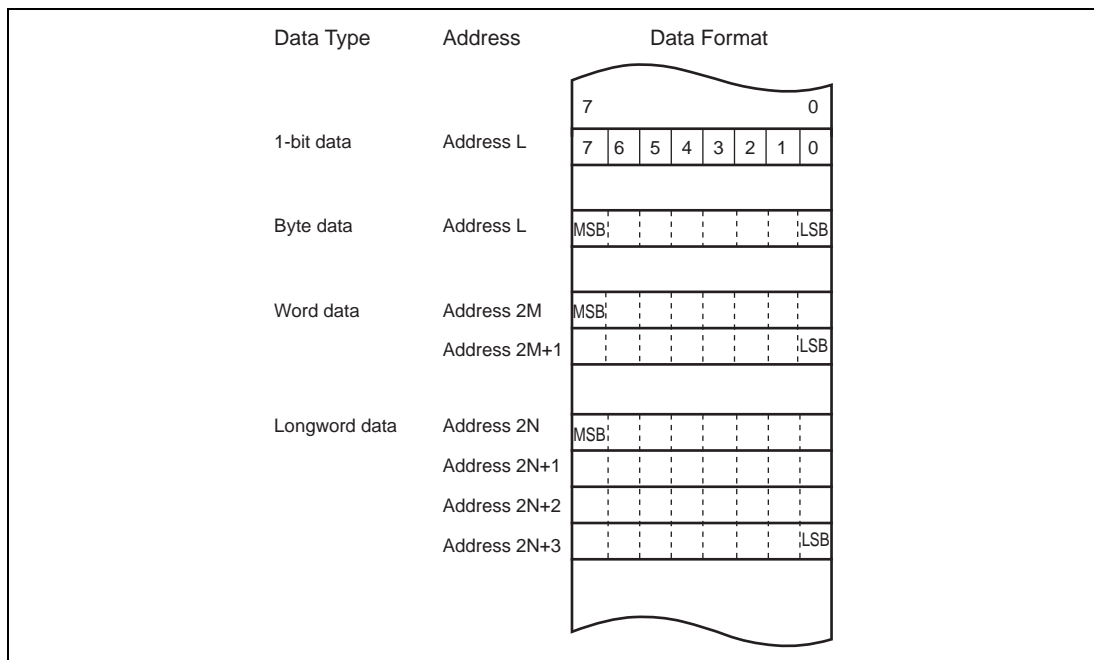 Data Type Address Data Format
7 0
1-bit data Address L 7 6 5 4 3 2 1 0
Byte data Address L MSB LSB
Word data Address 2M MSB
Address 2M+1 LSB
Longword data Address 2N MSB
Address 2N+1
Address 2N+2
Address 2N+3 LSB